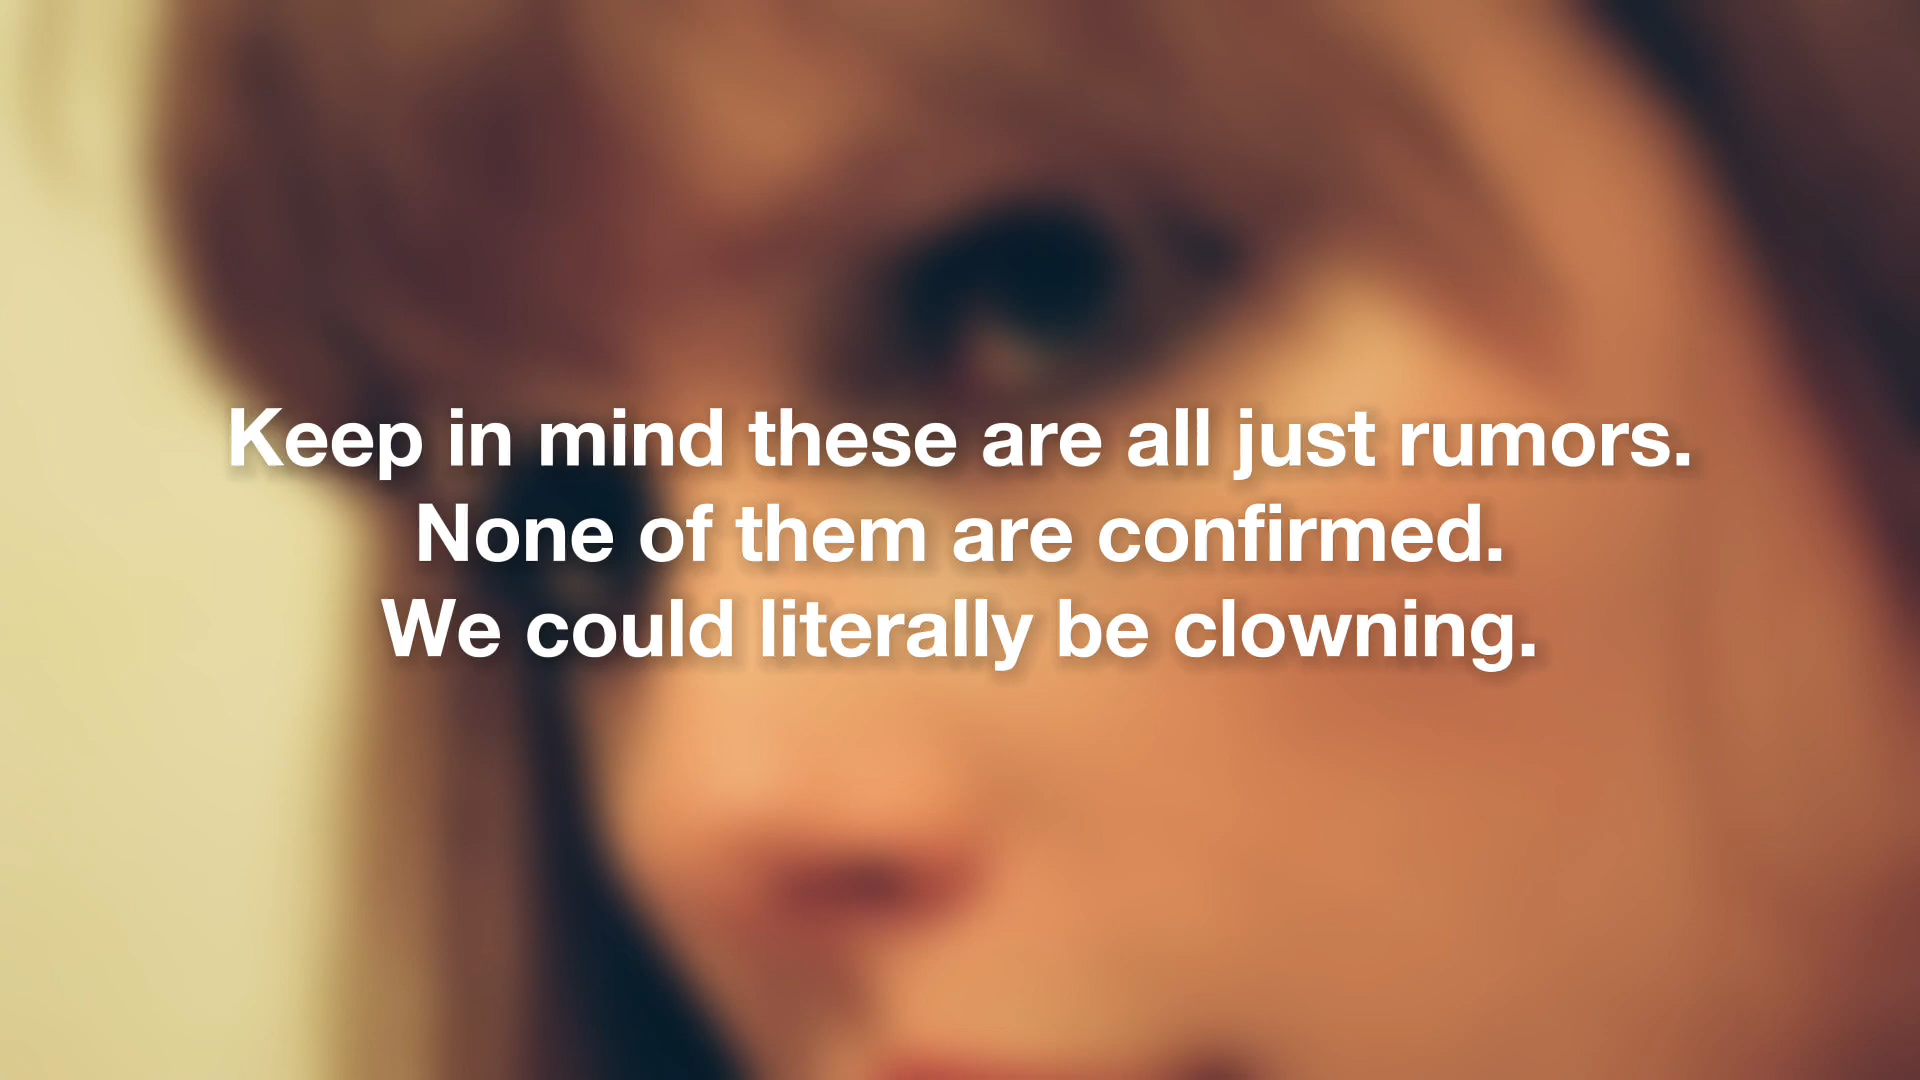 Keep in mind these are all just rumors.
None of them are confirmed.
We could literally be clowning.